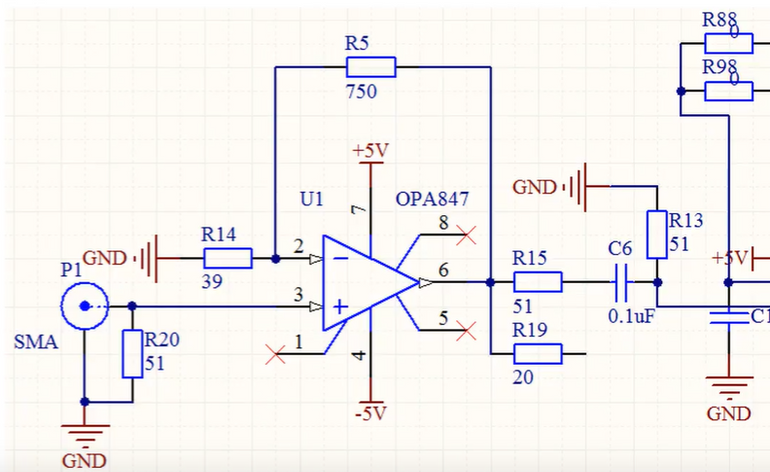 R88
0
R5
R98
0
750
+5V
U1
OPA847
GND
7
8
R14
GND
2
R13
51
39
P1
6
R15
C6
+5V
3
51
0.1uF
SMA
R20
51
1
4
5
R19
20
C1
-5V
GND
GND